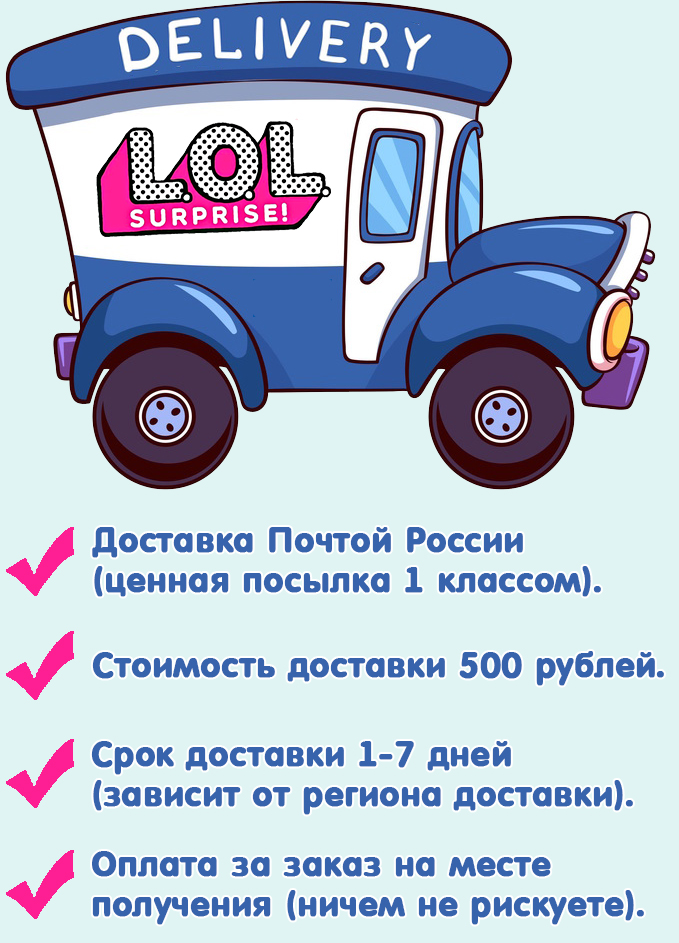 DELIVERY
L.O.L.
SURPRISE!
Доставка Почтой России
(ценная посылка 1 классом).
Стоимость доставки 500 рублей.
Срок доставки 1-7 дней
(зависит от региона доставки).
Оплата за заказ на месте
получения (ничем не рискуете).